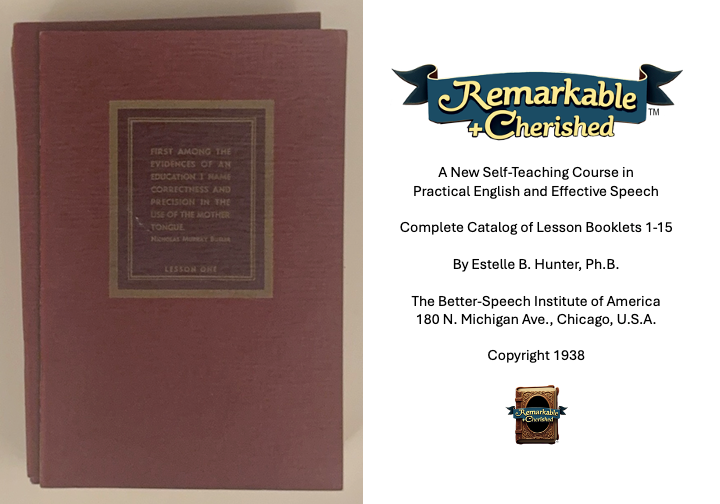 FIRST AMONG THE
EVIDENCES OF AN
EDUCATION I NAME
CORRECTNESS AND
PRECISION IN THE
USE OF THE MOTHER
TONGUE.
NICHOLAS MURRAY BUTLER
LESSON ONE
Remarkable
+Cherished
TM
A New Self-Teaching Course in
Practical English and Effective Speech
Complete Catalog of Lesson Booklets 1-15
By Estelle B. Hunter, Ph.B.
The Better-Speech Institute of America
180 N. Michigan Ave., Chicago, U.S.A.
Copyright 1938
Remarkable
+Cherished